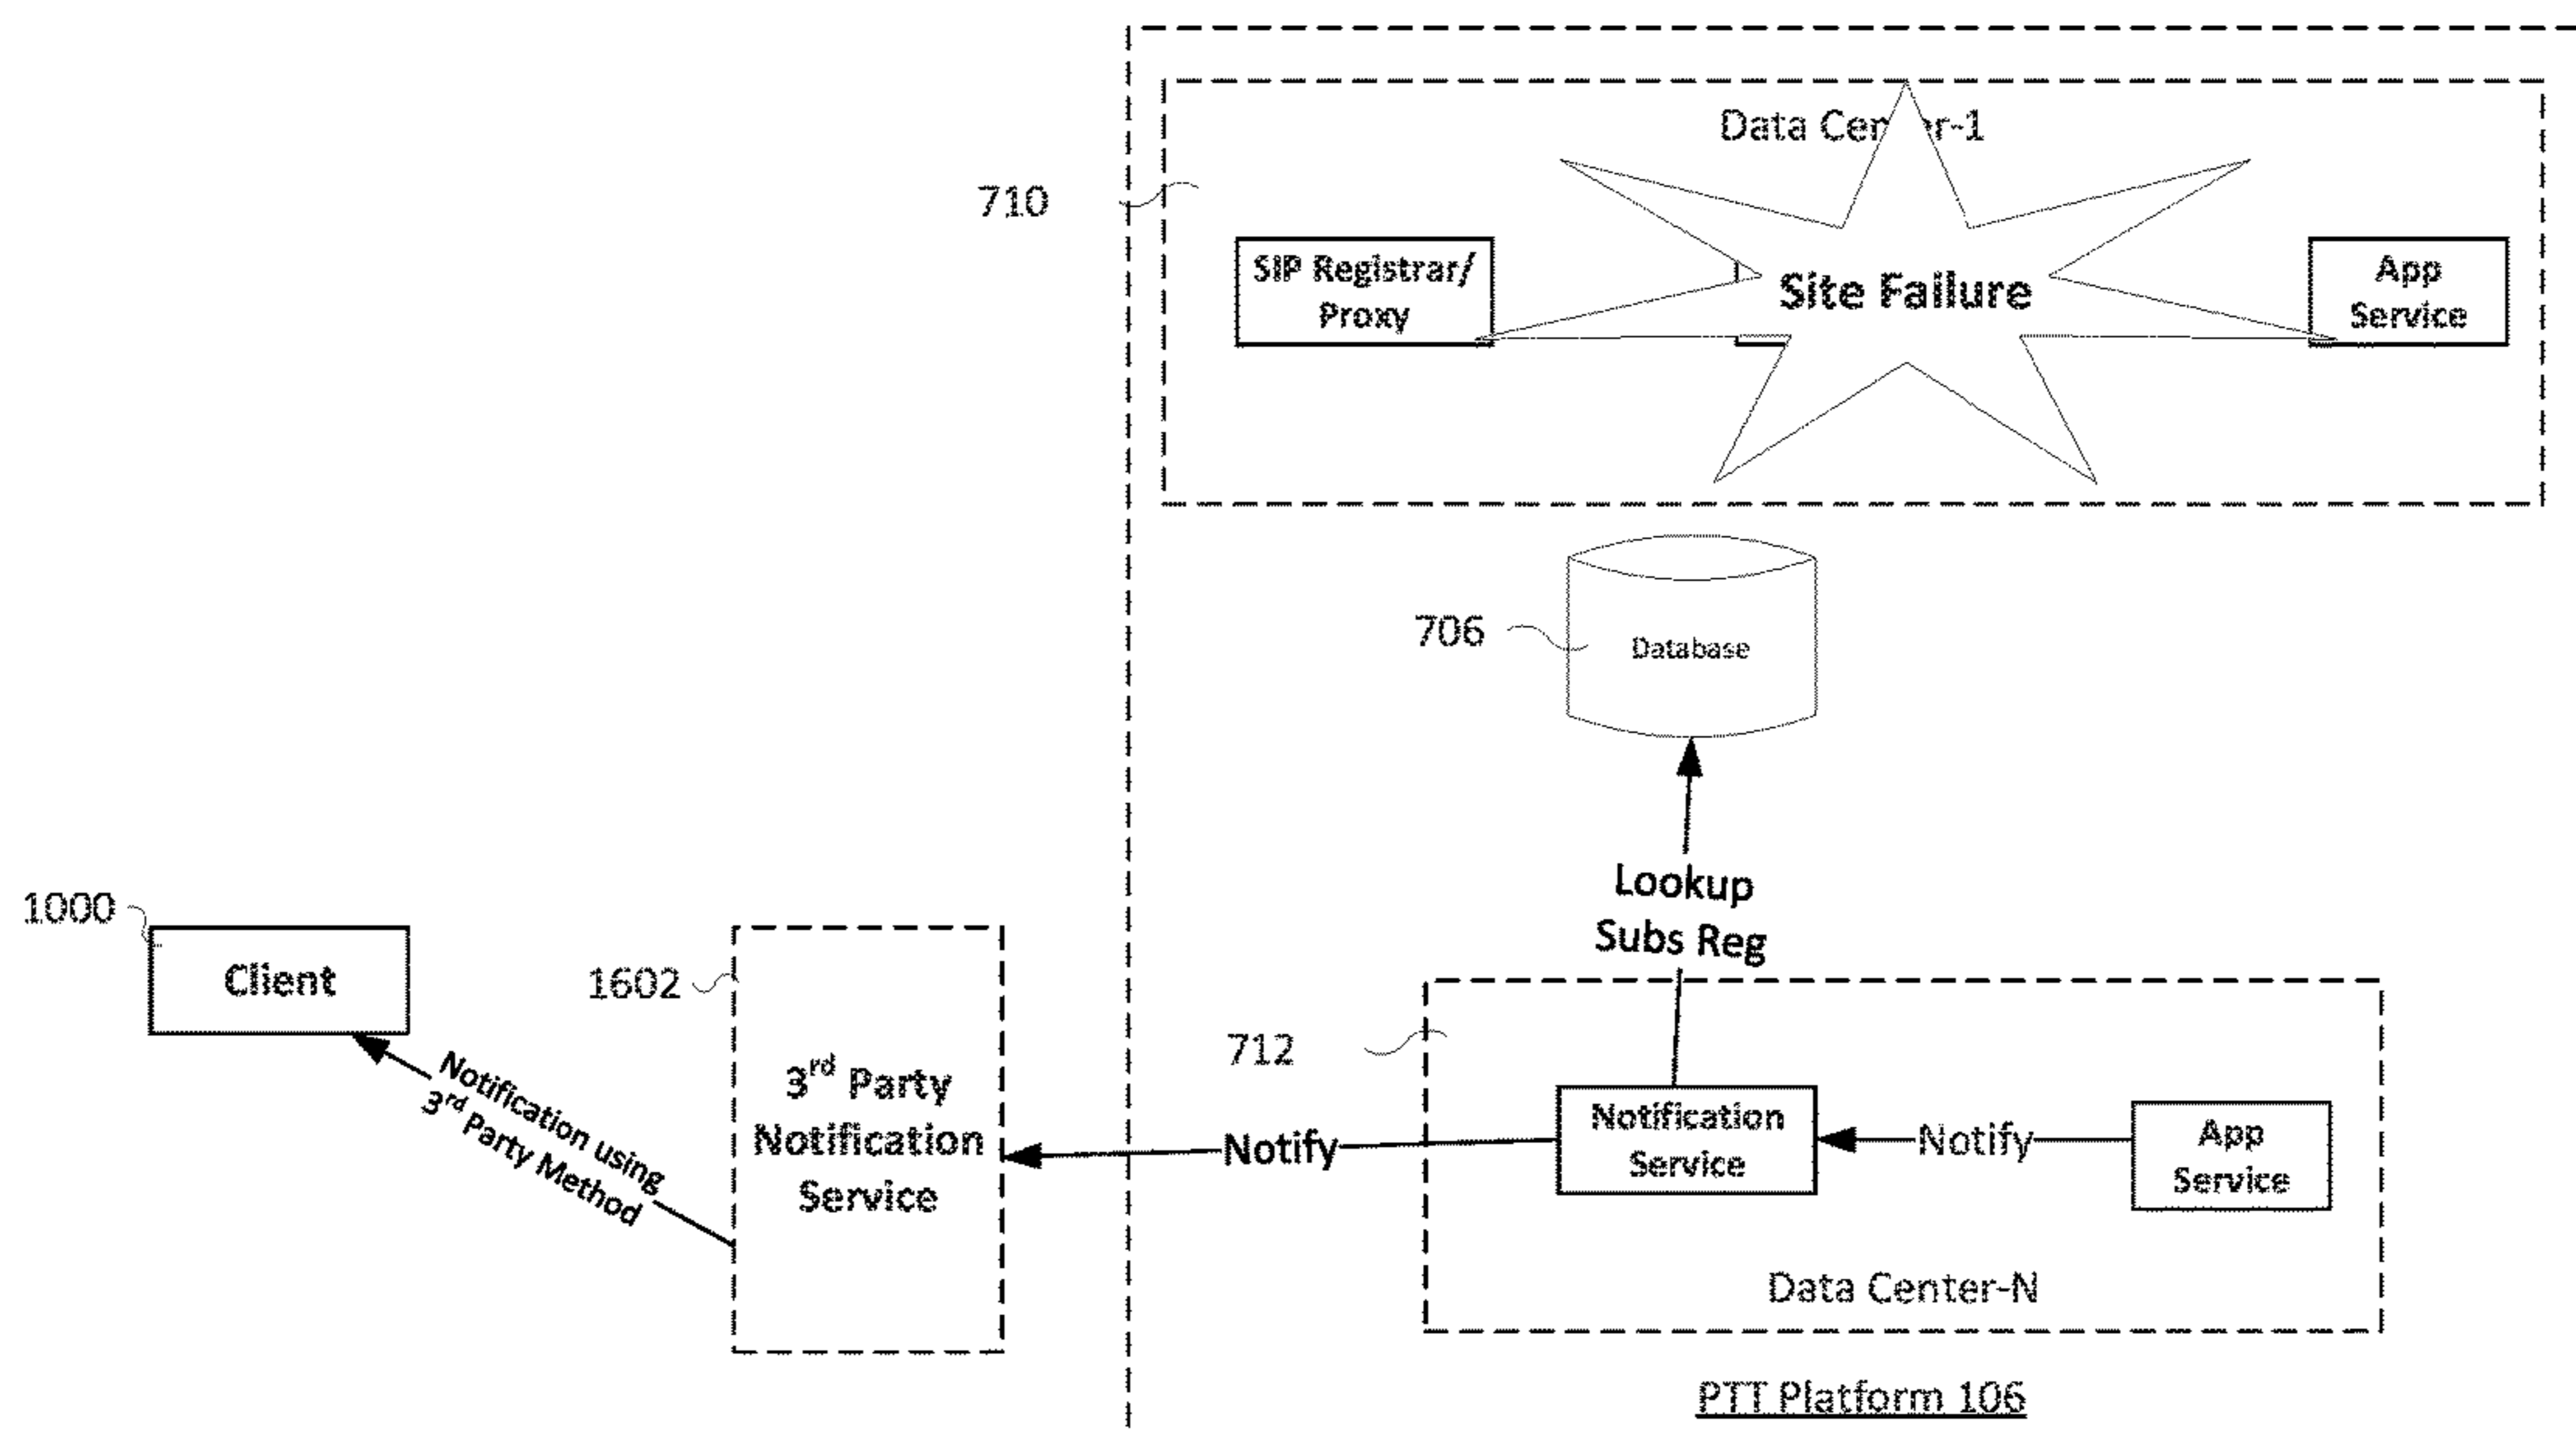 Data Cen  r-1
710
SIP Registrar/
Proxy
Site Failure
App
Service
706
Database
Lookup
Subs Reg
1000
Client
1602
3rd Party
Notification
Service
Notification using
3rd Party Method
712
Notify
Notification
Service
Notify
App
Service
Data Center-N
PTT Platform 106